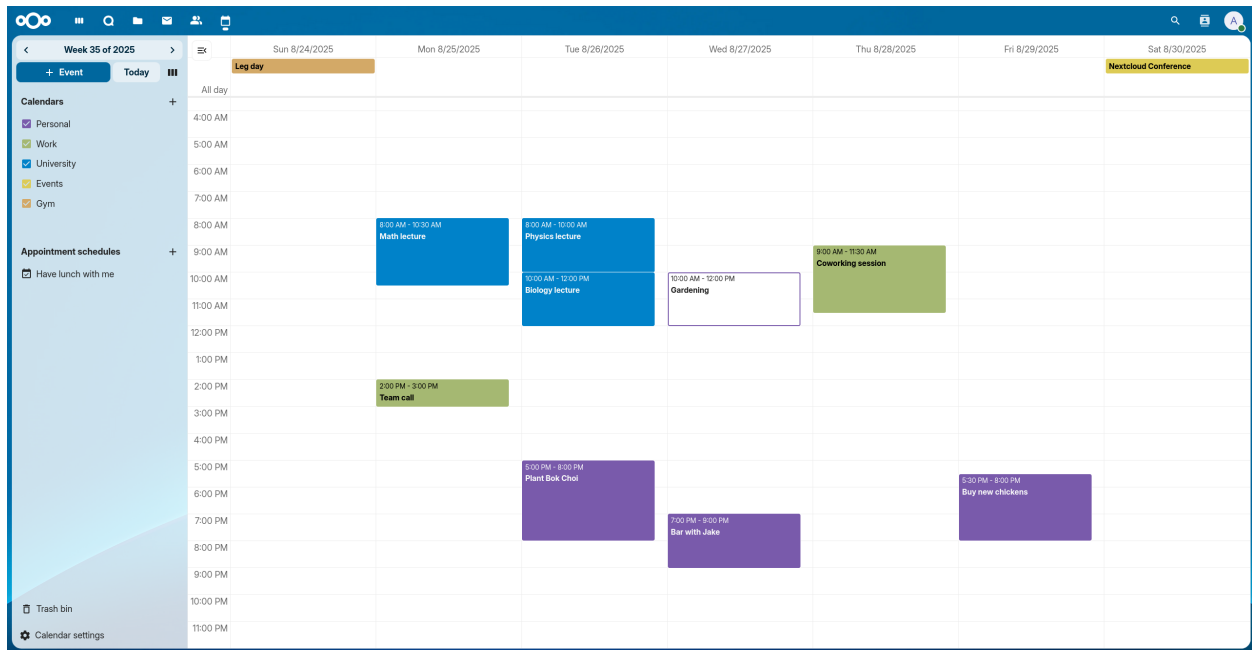 A
Week 35 of 2025
+ Event
Today
Calendars
Personal
Work
University
Events
Gym
Appointment schedules
Have lunch with me
Trash bin
Calendar settings
Sun 8/24/2025
Mon 8/25/2025
Tue 8/26/2025
Wed 8/27/2025
Thu 8/28/2025
Fri 8/29/2025
Sat 8/30/2025
All day
Leg day
Nextcloud Conference
4:00 AM
5:00 AM
6:00 AM
7:00 AM
8:00 AM
9:00 AM
10:00 AM
11:00 AM
12:00 PM
1:00 PM
2:00 PM
3:00 PM
4:00 PM
5:00 PM
6:00 PM
7:00 PM
8:00 PM
9:00 PM
10:00 PM
11:00 PM
8:00 AM - 10:30 AM
Math lecture
2:00 PM - 3:00 PM
Team call
8:00 AM - 10:00 AM
Physics lecture
10:00 AM - 12:00 PM
Biology lecture
5:00 PM - 8:00 PM
Plant Bok Choi
10:00 AM - 12:00 PM
Gardening
7:00 PM - 9:00 PM
Bar with Jake
9:00 AM - 11:30 AM
Coworking session
5:30 PM - 8:00 PM
Buy new chickens